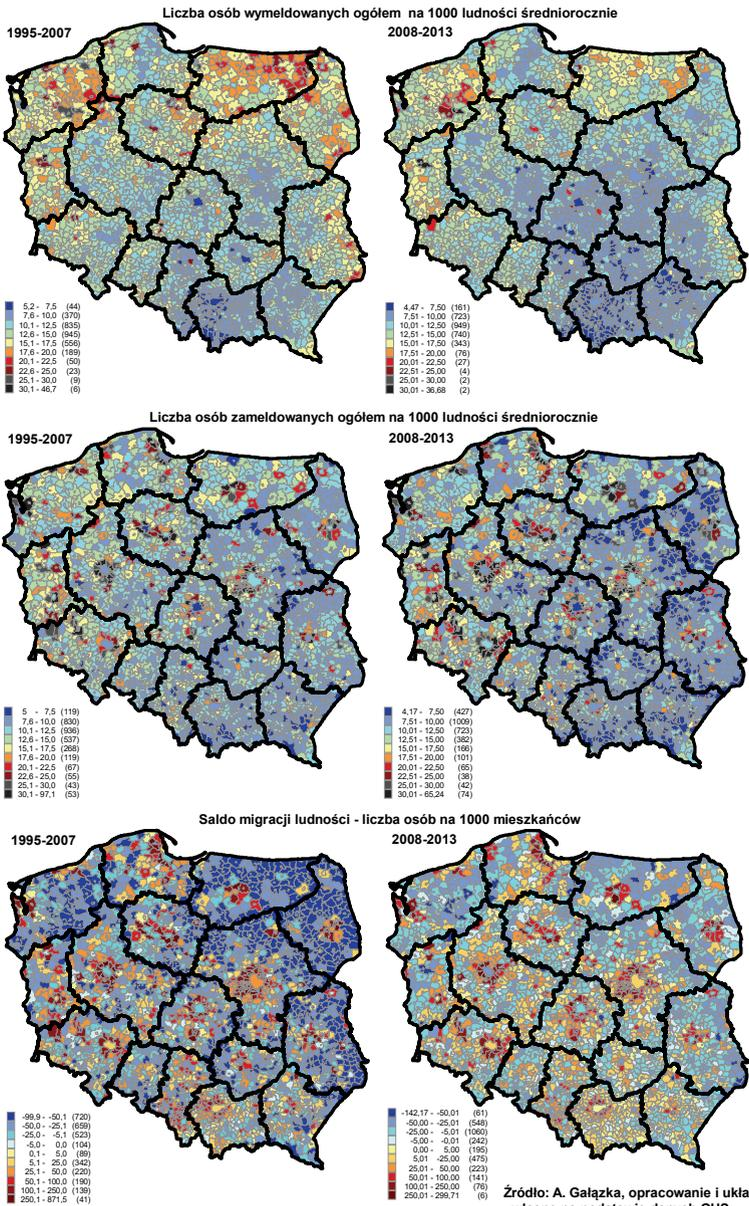 Liczba osób wymeldowanych ogółem na 1000 ludności średniorocznie
1995-2007
2008-2013
5,2 - 7,5 (44)
7,6 - 10,0 (370)
10,1 - 12,5 (835)
12,6 - 15,0 (945)
15,1 - 17,5 (556)
17,6 - 20,0 (189)
20,1 - 22,5 (50)
22,6 - 25,0 (23)
25,1 - 30,0 (9)
30,1 - 46,7 (6)
4,47 - 7,50 (161)
7,51 - 10,00 (723)
10,01 - 12,50 (949)
12,51 - 15,00 (740)
15,01 - 17,50 (343)
17,51 - 20,00 (76)
20,01 - 22,50 (27)
22,51 - 25,00 (4)
25,01 - 30,00 (2)
30,01 - 36,68 (2)
Liczba osób zameldowanych ogółem na 1000 ludności średniorocznie
1995-2007
2008-2013
5 - 7,5 (119)
7,6 - 10,0 (830)
10,1 - 12,5 (936)
12,6 - 15,0 (537)
15,1 - 17,5 (268)
17,6 - 20,0 (119)
20,1 - 22,5 (67)
22,6 - 25,0 (55)
25,1 - 30,0 (43)
30,1 - 97,1 (53)
4,17 - 7,50 (427)
7,51 - 10,00 (1009)
10,01 - 12,50 (723)
12,51 - 15,00 (382)
15,01 - 17,50 (166)
17,51 - 20,00 (101)
20,01 - 22,50 (65)
22,51 - 25,00 (38)
25,01 - 30,00 (42)
30,01 - 65,24 (74)
Saldo migracji ludności - liczba osób na 1000 mieszkańców
1995-2007
2008-2013
-99,9 - -50,1 (720)
-50,0 - -25,1 (659)
-25,0 - -5,1 (523)
-5,0 - 0,0 (104)
0,1 - 5,0 (89)
5,1 - 25,0 (342)
25,1 - 50,0 (220)
50,1 - 100,0 (190)
100,1 - 250,0 (139)
250,1 - 871,5 (41)
-142,17 - -50,01 (61)
-50,00 - -25,01 (548)
-25,00 - -5,01 (1060)
-5,00 - -0,01 (242)
0,00 - 5,00 (195)
5,01 - 25,00 (475)
25,01 - 50,00 (223)
50,01 - 100,00 (141)
100,01 - 250,00 (76)
250,01 - 299,71 (6)
Źródło: A. Gałązka, opracowanie i ukła